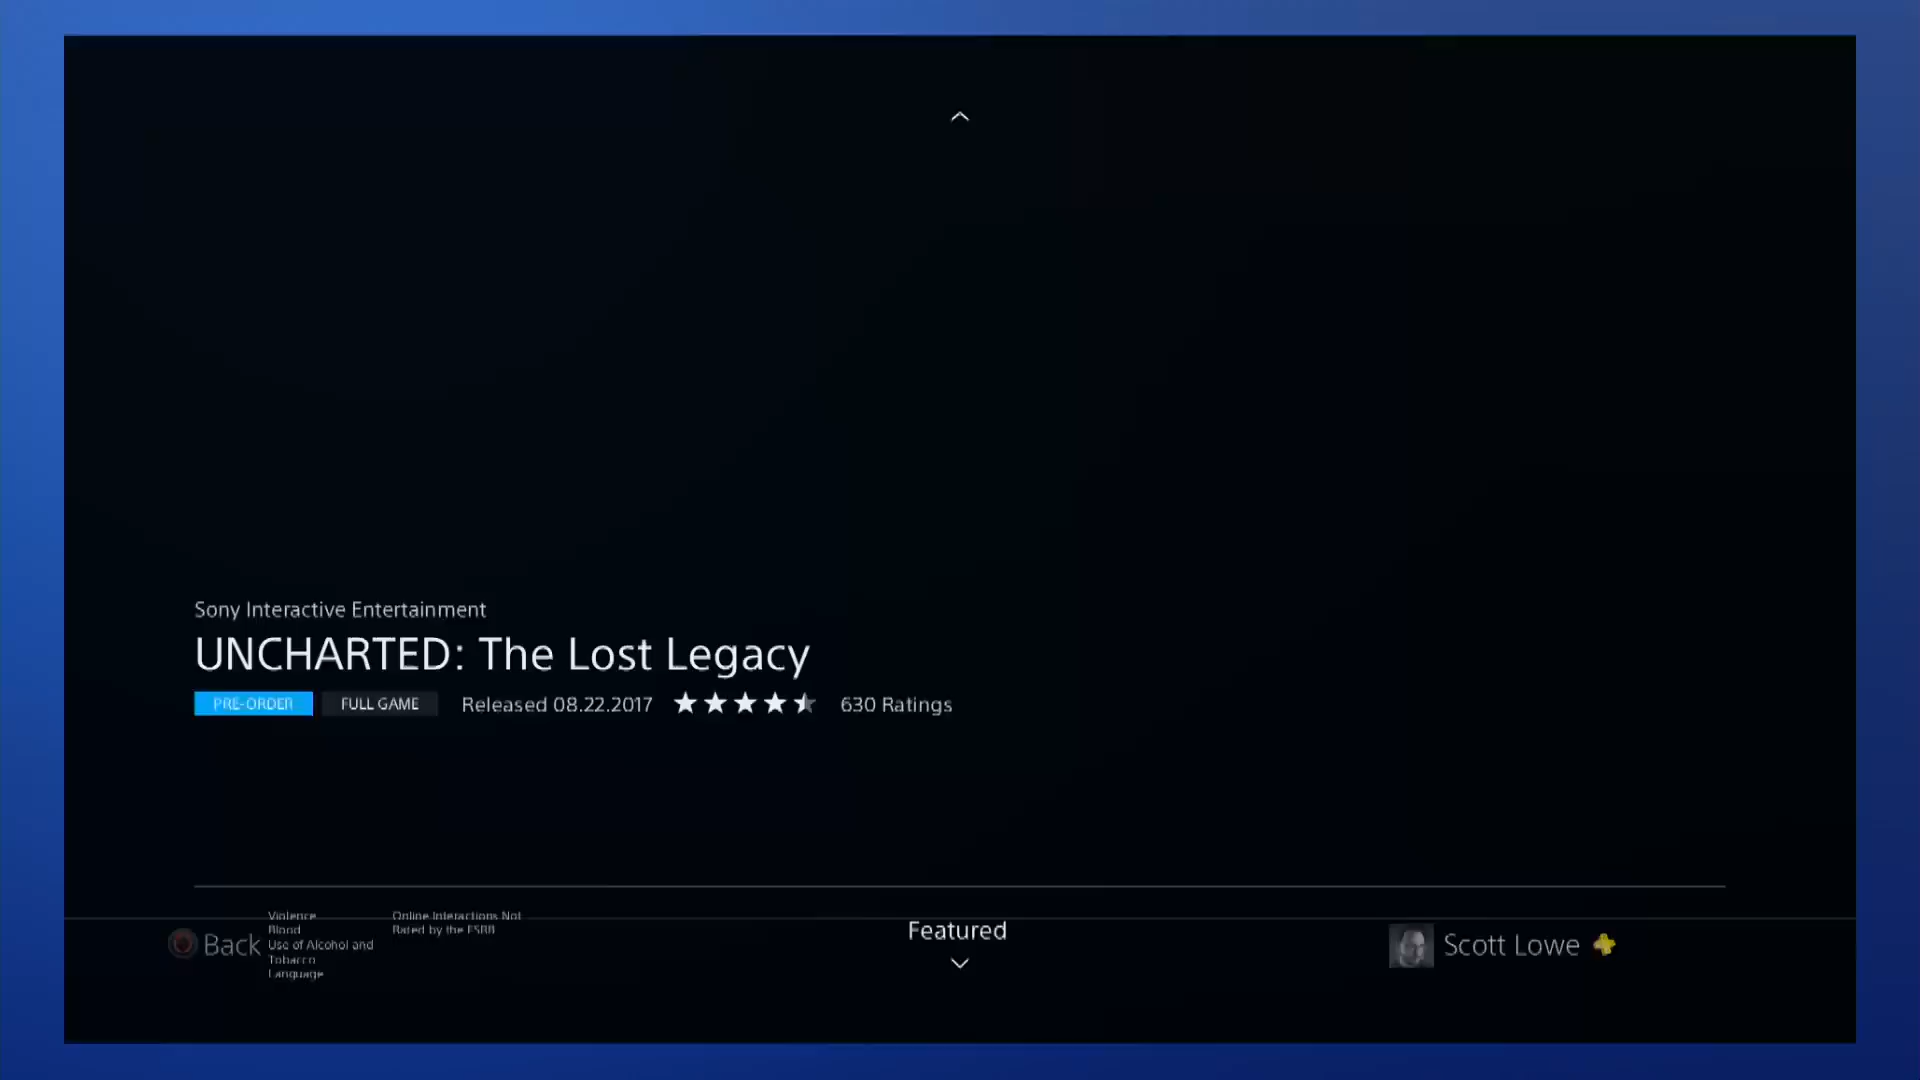 Sony Interactive Entertainment
UNCHARTED: The Lost Legacy
PRE-ORDER FULL GAME Released 08.22.2017 630 Ratings
Violence
Blood
Use of Alcohol and
Tobacco
Language
Online Interactions Not
Rated by the ESRB
Back
Featured
Scott Lowe